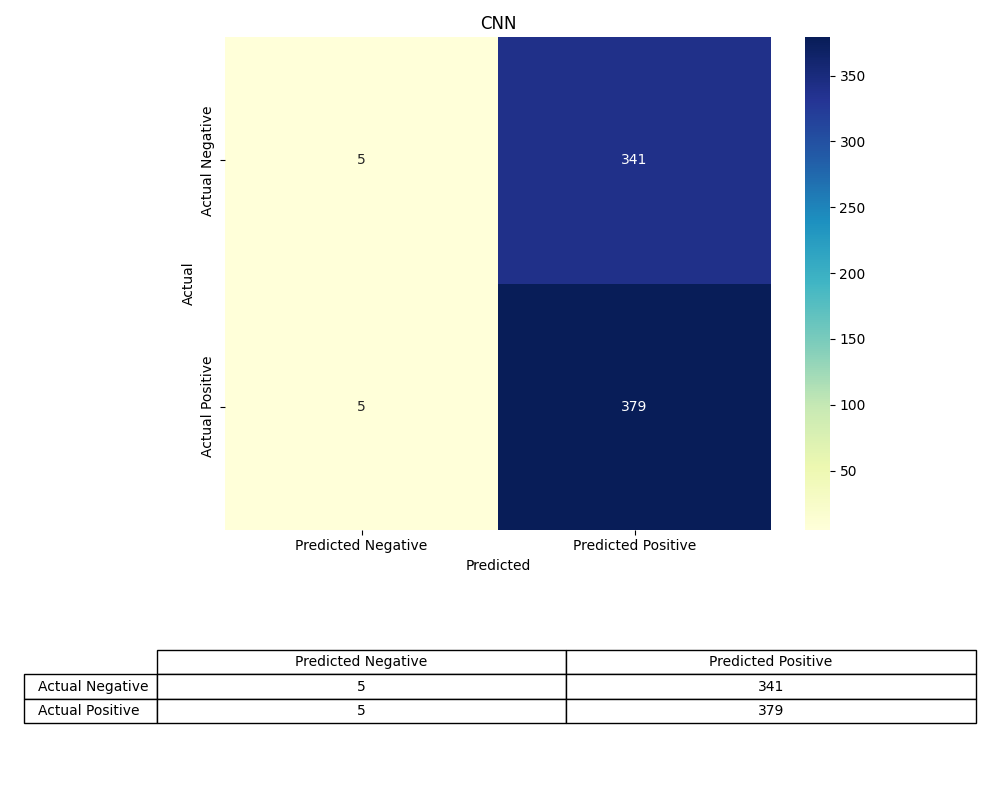 CNN
Actual Negative
5
341
350
300
250
200
150
100
50
Actual
Actual Positive
5
379
Predicted Negative
Predicted Positive
Predicted
Predicted Negative Predicted Positive
Actual Negative 5 341
Actual Positive 5 379